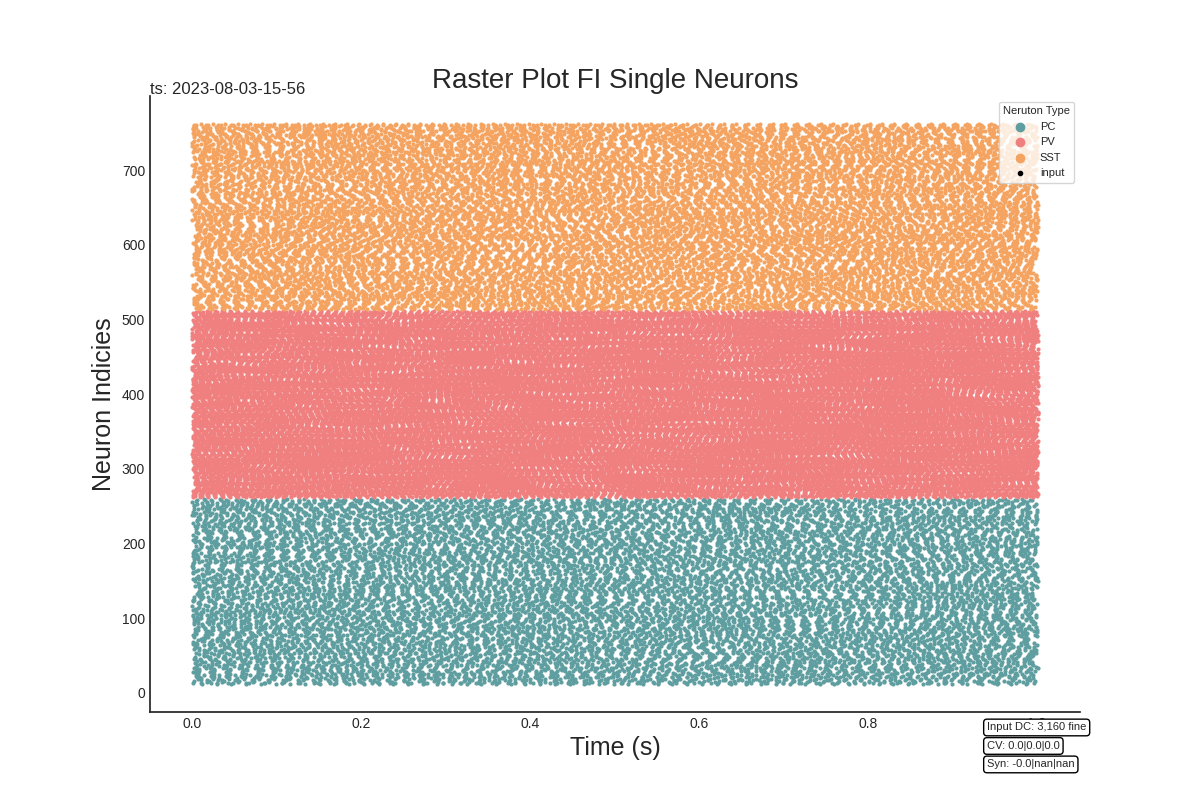 Raster Plot FI Single Neurons
ts: 2023-08-03-15-56
Neruton Type
PC
PV
SST
input
Neuron Indicies
700
600
500
400
300
200
100
0
0.0 0.2 0.4 0.6 0.8
Time (s)
Input DC: 3,160 fine
CV: 0.0|0.0|0.0
Syn: -0.0|nan|nan